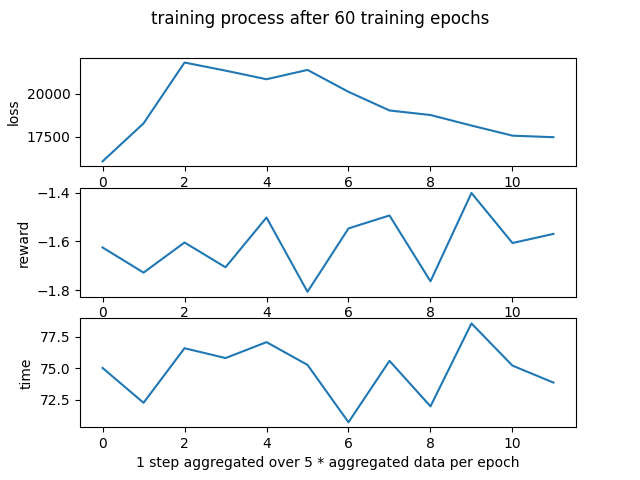 training process after 60 training epochs
20000
17500
loss
0 2 4 6 8 10
−1.4
−1.6
−1.8
reward
0 2 4 6 8 10
77.5
75.0
72.5
time
0 2 4 6 8 10
1 step aggregated over 5 * aggregated data per epoch